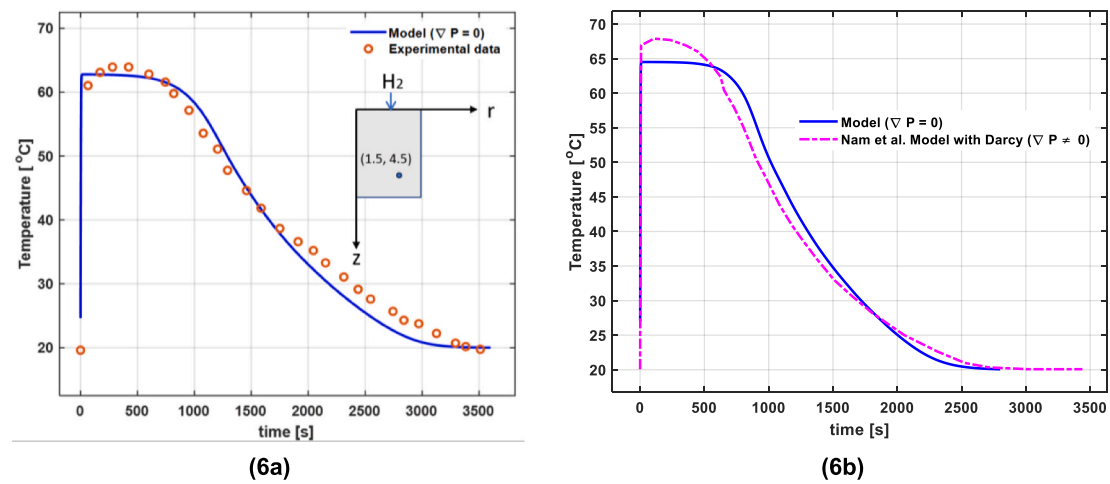 Model (∇ P = 0)
Experimental data
H2
r
(1.5, 4.5)
z
70
60
50
40
30
20
Temperature [ °C]
0 500 1000 1500 2000 2500 3000 3500
time [s]
(6a)
Model (∇ P = 0)
Nam et al. Model with Darcy (∇ P ≠ 0)
70
65
60
55
50
45
40
35
30
25
20
Temperature [ °C]
0 500 1000 1500 2000 2500 3000 3500
time [s]
(6b)